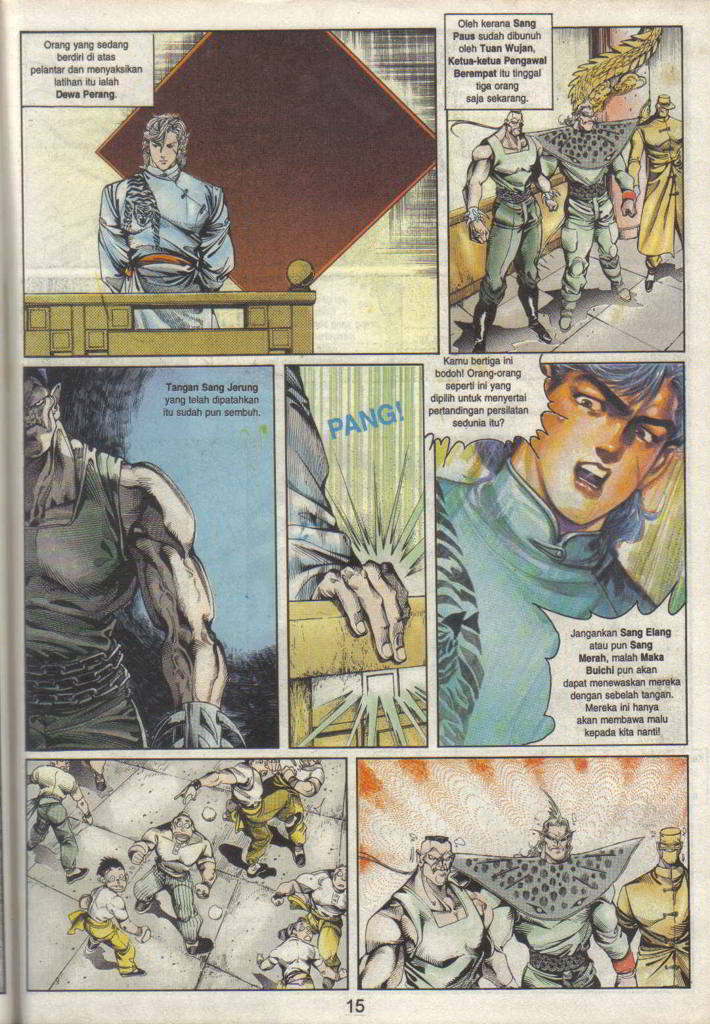 Orang yang sedang
berdiri di atas
pelantar dan menyaksikan
latihan itu ialah
Dewa Perang.
Oleh kerana Sang
Paus sudah dibunuh
oleh Tuan Wujan,
Ketua-ketua Pengawal
Berempat itu tinggal
tiga orang
saja sekarang.
Tangan Sang Jerung
yang telah dipatahkan
itu sudah pun sembuh.
PANG!
Kamu bertiga ini
bodoh! Orang-orang
seperti ini yang
dipilih untuk menyertai
pertandingan persilatan
sedunia itu?
Jangankan Sang Elang
atau pun Sang
Merah, malah Maka
Buichi pun akan
dapat menewaskan mereka
dengan sebelah tangan.
Mereka ini hanya
akan membawa malu
kepada kita nanti!
15